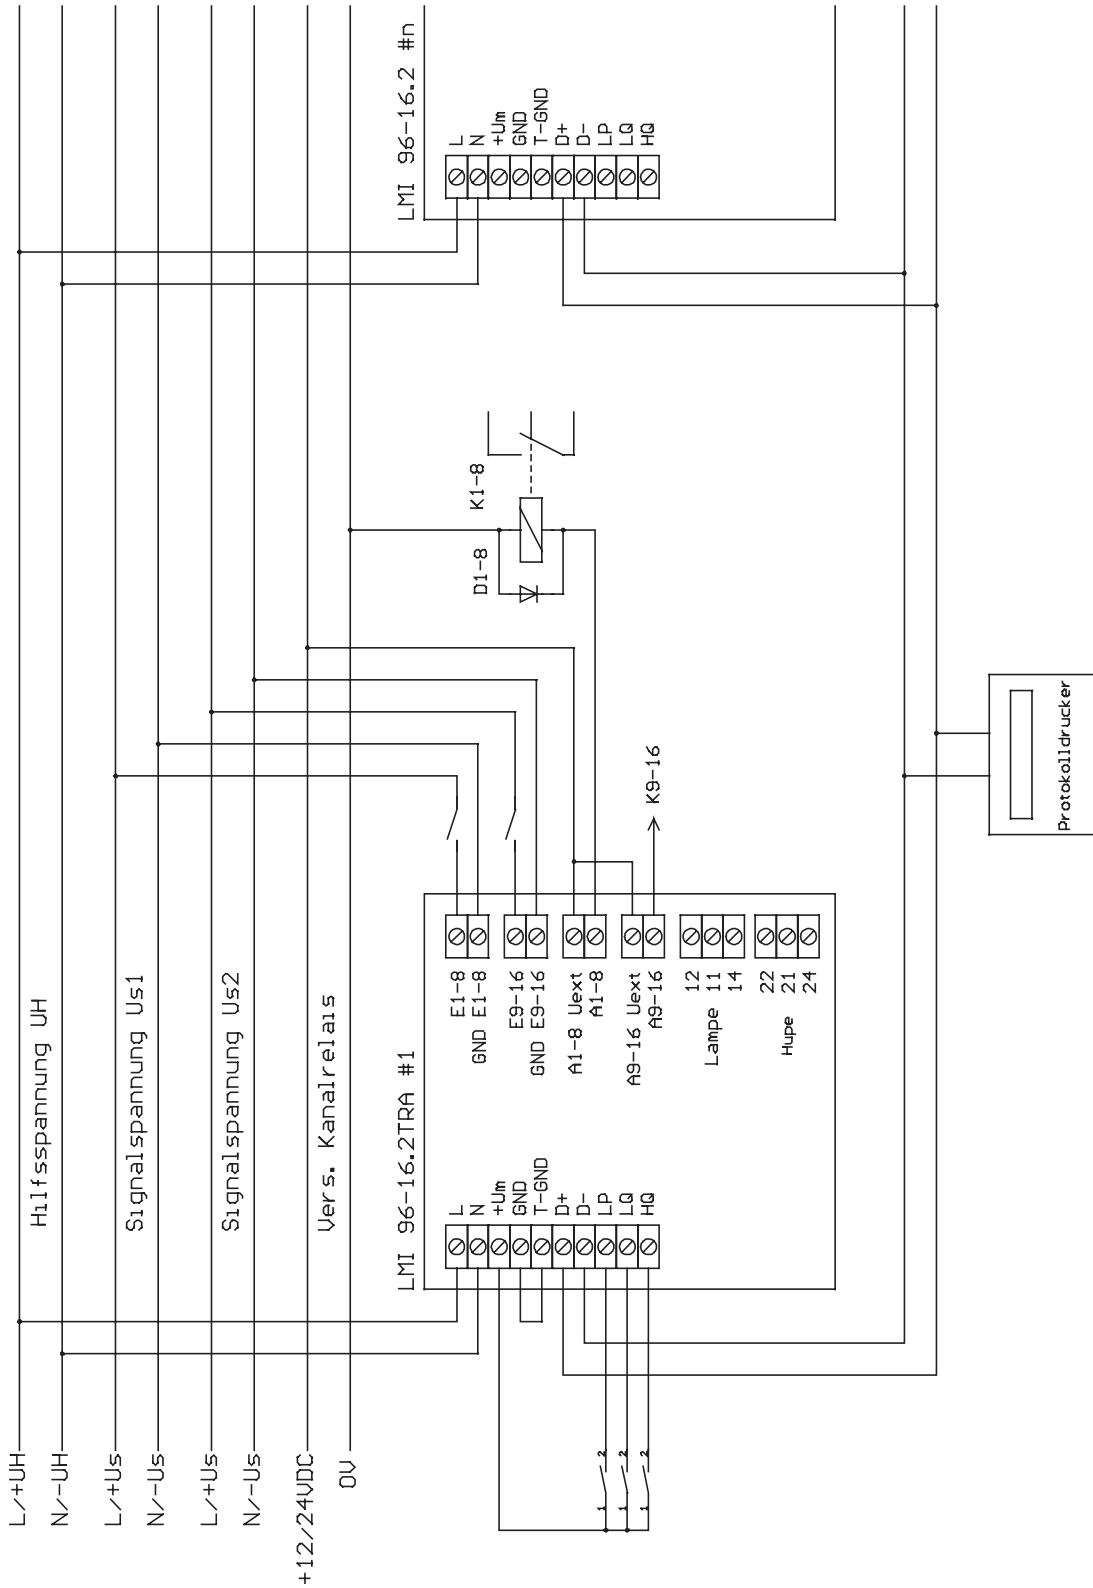 L/+UH
N/-UH
L/+Us
N/-Us
L/+Us
N/-Us
+12/24VDC
0V
Hilfsspannung UH
Signalspannung Us1
Signalspannung Us2
Vers. Kanalrelais
LMI 96-16.2TRA #1
L
N
+Um
GND
T-GND
D+
D-
LP
LQ
HQ
1 2
1 2
1 2
E1-8
GND E1-8
E9-16
GND E9-16
A1-8 Uext
A1-8
A9-16 Uext
A9-16
12
Lampe 11
14
22
Hupe 21
24
K9-16
D1-8
K1-8
Protokolldrucker
LMI 96-16.2 #n
L
N
+Um
GND
T-GND
D+
D-
LP
LQ
HQ